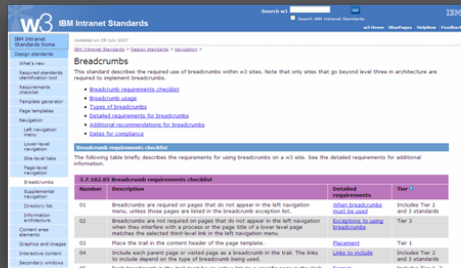 w3 IBM Intranet Standards
Search w3
Search IBM Intranet Standards
IBM
w3 Home BluePages HelpNow Feedback
IBM Intranet Standards home
Design standards
What's new
Required standards identification tool
Requirements checklist
Template generator
Page templates
Navigation
Left navigation menu
Lower-level navigation
Site-level tabs
Page-level navigation
Breadcrumbs
Supplemental navigation
Directory list
Information architecture
Content area elements
Graphics and images
Interactive content
Secondary windows
Updated on 05 July 2007
IBM Intranet Standards > Design standards > Navigation >
Breadcrumbs
This standard describes the required use of breadcrumbs within w3 sites. Note that only sites that go beyond level three in architecture are
required to implement breadcrumbs.
Breadcrumb requirements checklist
Breadcrumb usage
Types of breadcrumbs
Detailed requirements for breadcrumbs
Additional recommendations for breadcrumbs
Dates for compliance
Breadcrumb requirements checklist
The following table briefly describes the requirements for using breadcrumbs on a w3 site. See the detailed requirements for additional
information.
3.7.102.05 Breadcrumb requirements checklist
Number Description Detailed requirements Tier
01 Breadcrumbs are required on pages that do not appear in the left navigation menu, unless those pages are listed in the breadcrumb exception list. When breadcrumbs must be used Includes Tier 2 and 3 standards
02 Breadcrumbs are not required on pages that do not appear in the left navigation when they interfere with a process or the page title of a lower level page matches the selected third-level link in the left navigation menu. Exceptions to using breadcrumbs Tier 3
03 Place the trail in the content header of the page template. Placement Tier 1
04 Include each parent page or visited page as a breadcrumb in the trail. The links to include depend on the type of breadcrumb being used. Links to include Includes Tier 2 and 3 standards